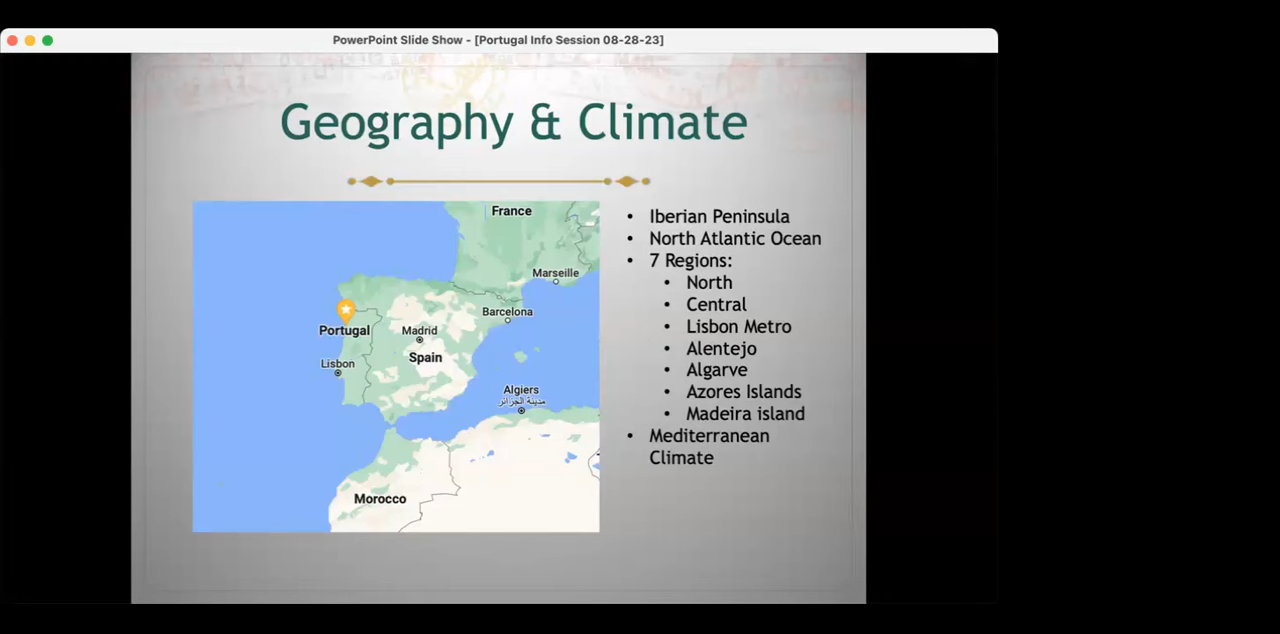 PowerPoint Slide Show - [Portugal Info Session 08-28-23]
Geography & Climate
France
Marseille
Barcelona
Portugal
Madrid
Spain
Lisbon
Algiers
مدينة الجزائر
Morocco
• Iberian Peninsula
• North Atlantic Ocean
• 7 Regions:
• North
• Central
• Lisbon Metro
• Alentejo
• Algarve
• Azores Islands
• Madeira island
• Mediterranean
Climate